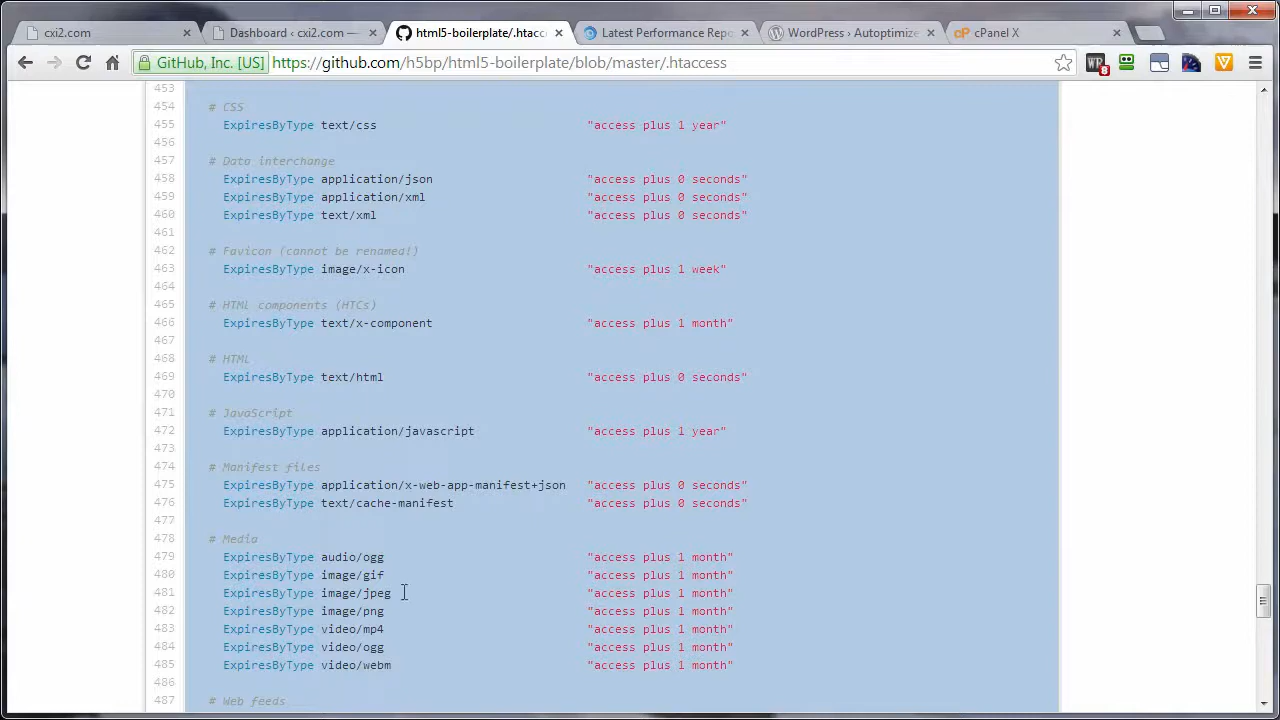 cxi2.com
Dashboard ‹ cxi2.com —
html5-boilerplate/.htacc
Latest Performance Repo
WordPress › Autoptimize
cPanel X
GitHub, Inc. [US]
https://github.com/h5bp/html5-boilerplate/blob/master/.htaccess
453
454 # CSS
455 ExpiresByType text/css "access plus 1 year"
456
457 # Data interchange
458 ExpiresByType application/json "access plus 0 seconds"
459 ExpiresByType application/xml "access plus 0 seconds"
460 ExpiresByType text/xml "access plus 0 seconds"
461
462 # Favicon (cannot be renamed!)
463 ExpiresByType image/x-icon "access plus 1 week"
464
465 # HTML components (HTCs)
466 ExpiresByType text/x-component "access plus 1 month"
467
468 # HTML
469 ExpiresByType text/html "access plus 0 seconds"
470
471 # JavaScript
472 ExpiresByType application/javascript "access plus 1 year"
473
474 # Manifest files
475 ExpiresByType application/x-web-app-manifest+json "access plus 0 seconds"
476 ExpiresByType text/cache-manifest "access plus 0 seconds"
477
478 # Media
479 ExpiresByType audio/ogg "access plus 1 month"
480 ExpiresByType image/gif "access plus 1 month"
481 ExpiresByType image/jpeg "access plus 1 month"
482 ExpiresByType image/png "access plus 1 month"
483 ExpiresByType video/mp4 "access plus 1 month"
484 ExpiresByType video/ogg "access plus 1 month"
485 ExpiresByType video/webm "access plus 1 month"
486
487 # Web feeds